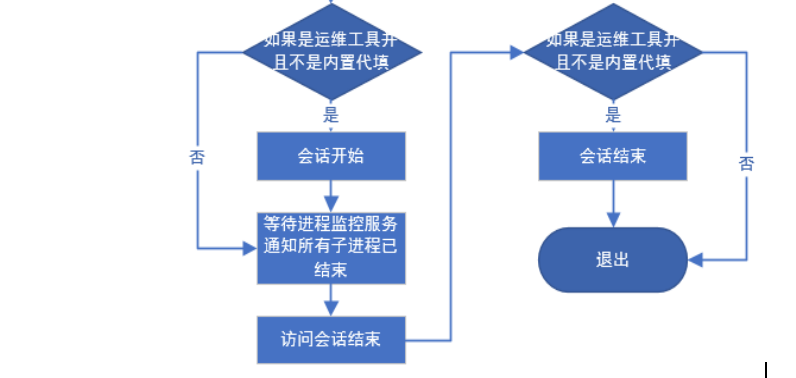 如果是运维工具并
且不是内置代填
是
否
会话开始
等待进程监控服务
通知所有子进程已
结束
访问会话结束
如果是运维工具并
且不是内置代填
是
否
会话结束
退出